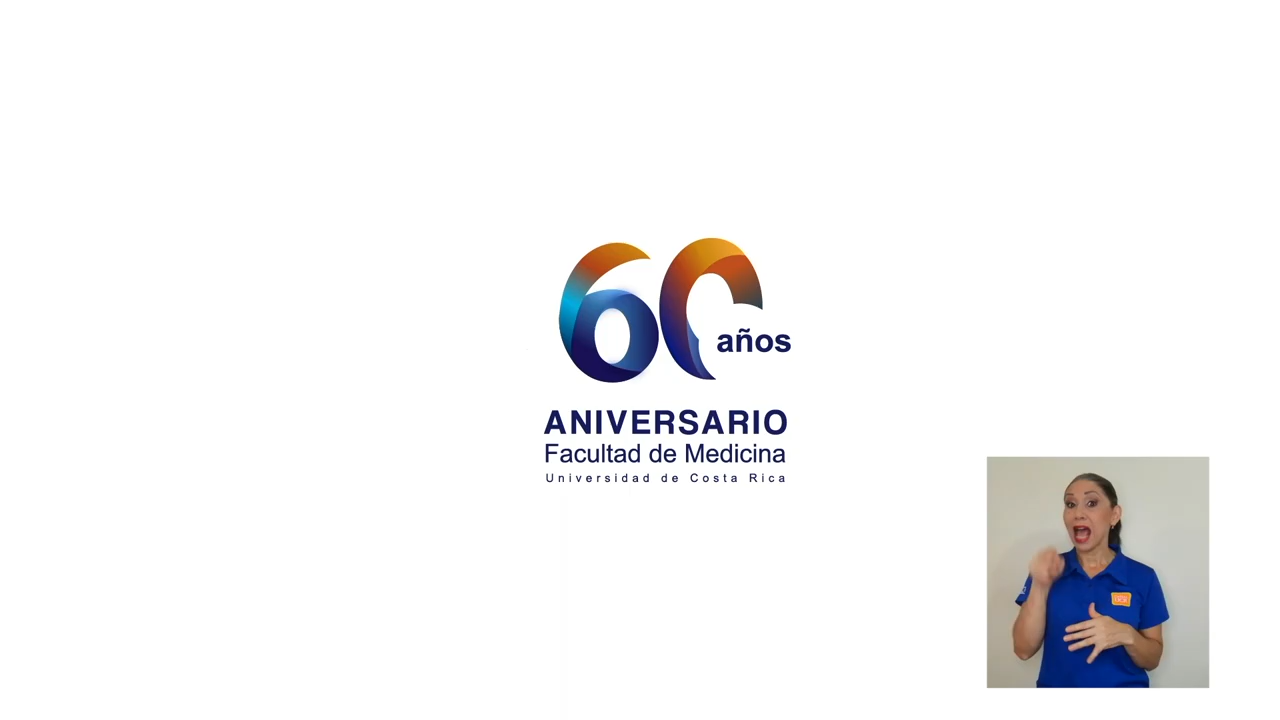 60
años
ANIVERSARIO
Facultad de Medicina
Universidad de Costa Rica